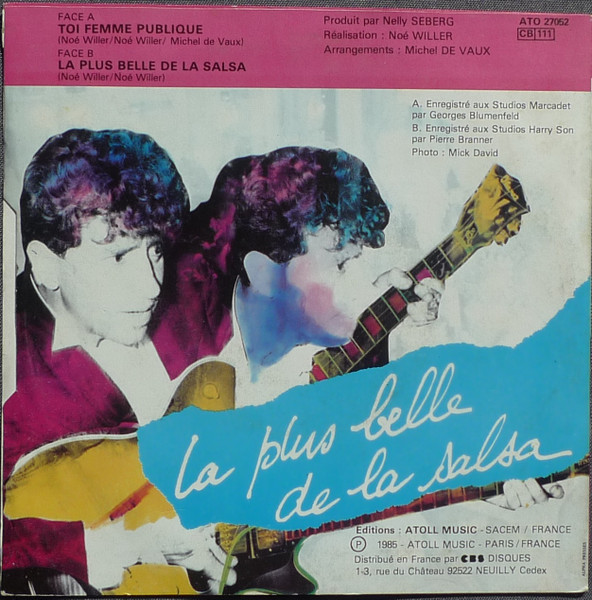 FACE A
TOI FEMME PUBLIQUE
(Noé Willer/Noé Willer/ Michel de Vaux)
FACE B
LA PLUS BELLE DE LA SALSA
(Noé Willer/Noé Willer)
Produit par Nelly SEBERG
Réalisation : Noé WILLER
Arrangements : Michel DE VAUX
ATO 27052
CB 111
A. Enregistré aux Studios Marcadet
par Georges Blumenfeld
B. Enregistré aux Studios Harry Son
par Pierre Branner
Photo : Mick David
La plus belle
de la salsa
Editions : ATOLL MUSIC - SACEM / FRANCE
Ⓟ 1985 - ATOLL MUSIC - PARIS / FRANCE
Distribué en France par CBS DISQUES
1-3, rue du Château 92522 NEUILLY Cedex